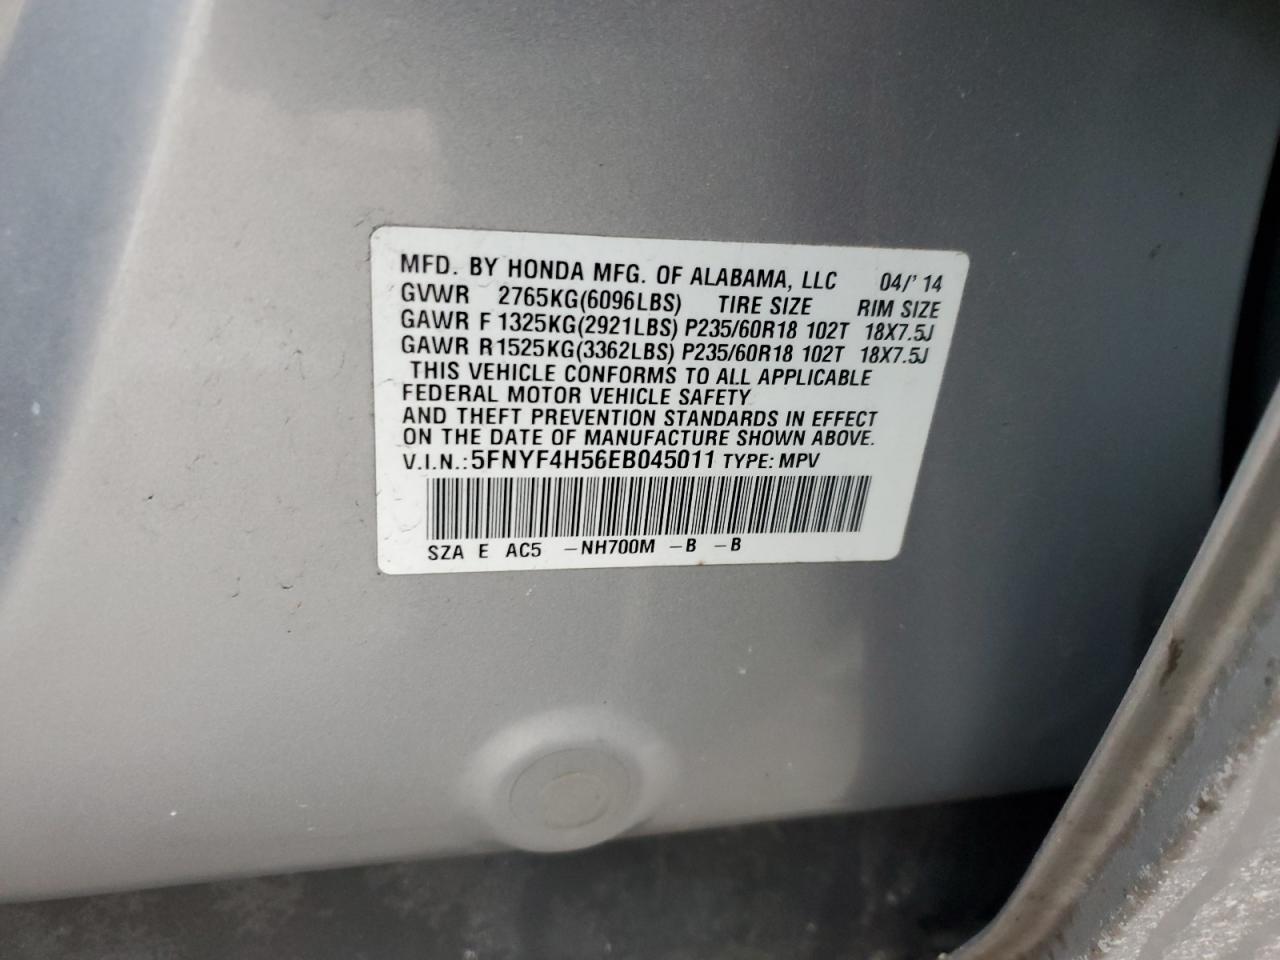 MFD. BY HONDA MFG. OF ALABAMA, LLC 04/'14
GVWR 2765KG(6096LBS) TIRE SIZE RIM SIZE
GAWR F 1325KG(2921LBS) P235/60R18 102T 18X7.5J
GAWR R1525KG(3362LBS) P235/60R18 102T 18X7.5J
THIS VEHICLE CONFORMS TO ALL APPLICABLE
FEDERAL MOTOR VEHICLE SAFETY
AND THEFT PREVENTION STANDARDS IN EFFECT
ON THE DATE OF MANUFACTURE SHOWN ABOVE.
V.I.N.:5FNYF4H56EB045011 TYPE: MPV
SZA E AC5 -NH700M -B -B